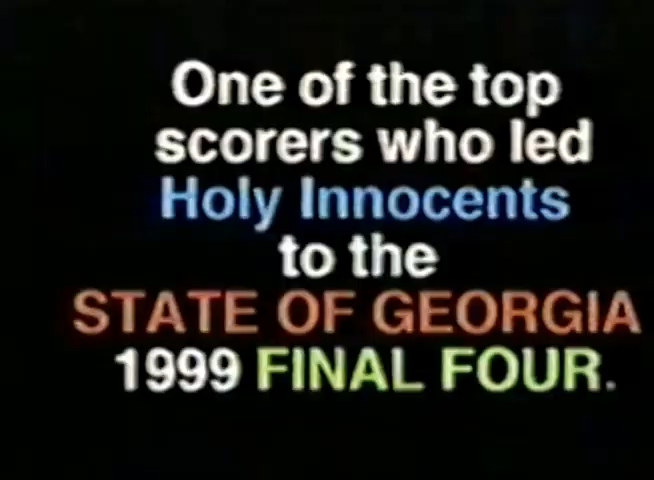 One of the top
scorers who led
Holy Innocents
to the
STATE OF GEORGIA
1999 FINAL FOUR.